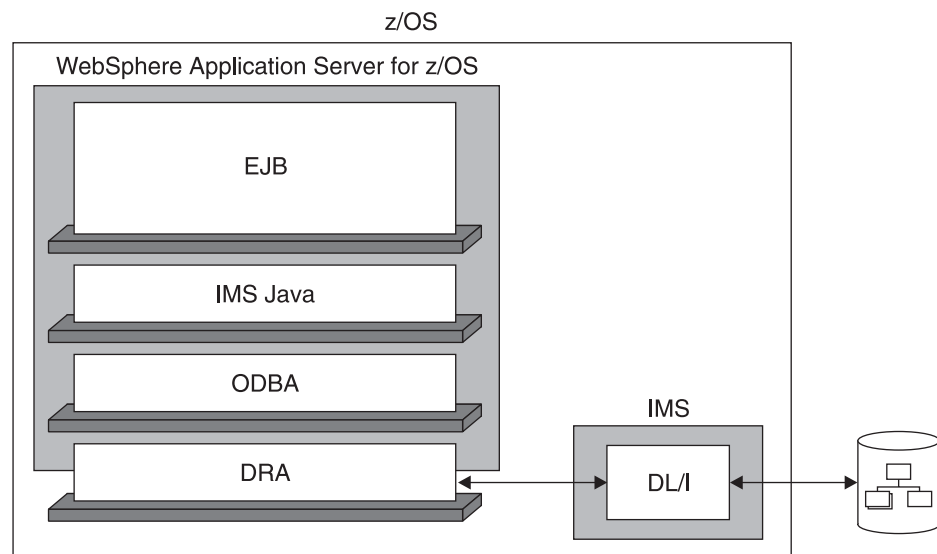 z/OS
WebSphere Application Server for z/OS
EJB
IMS Java
ODBA
DRA
IMS
DL/I